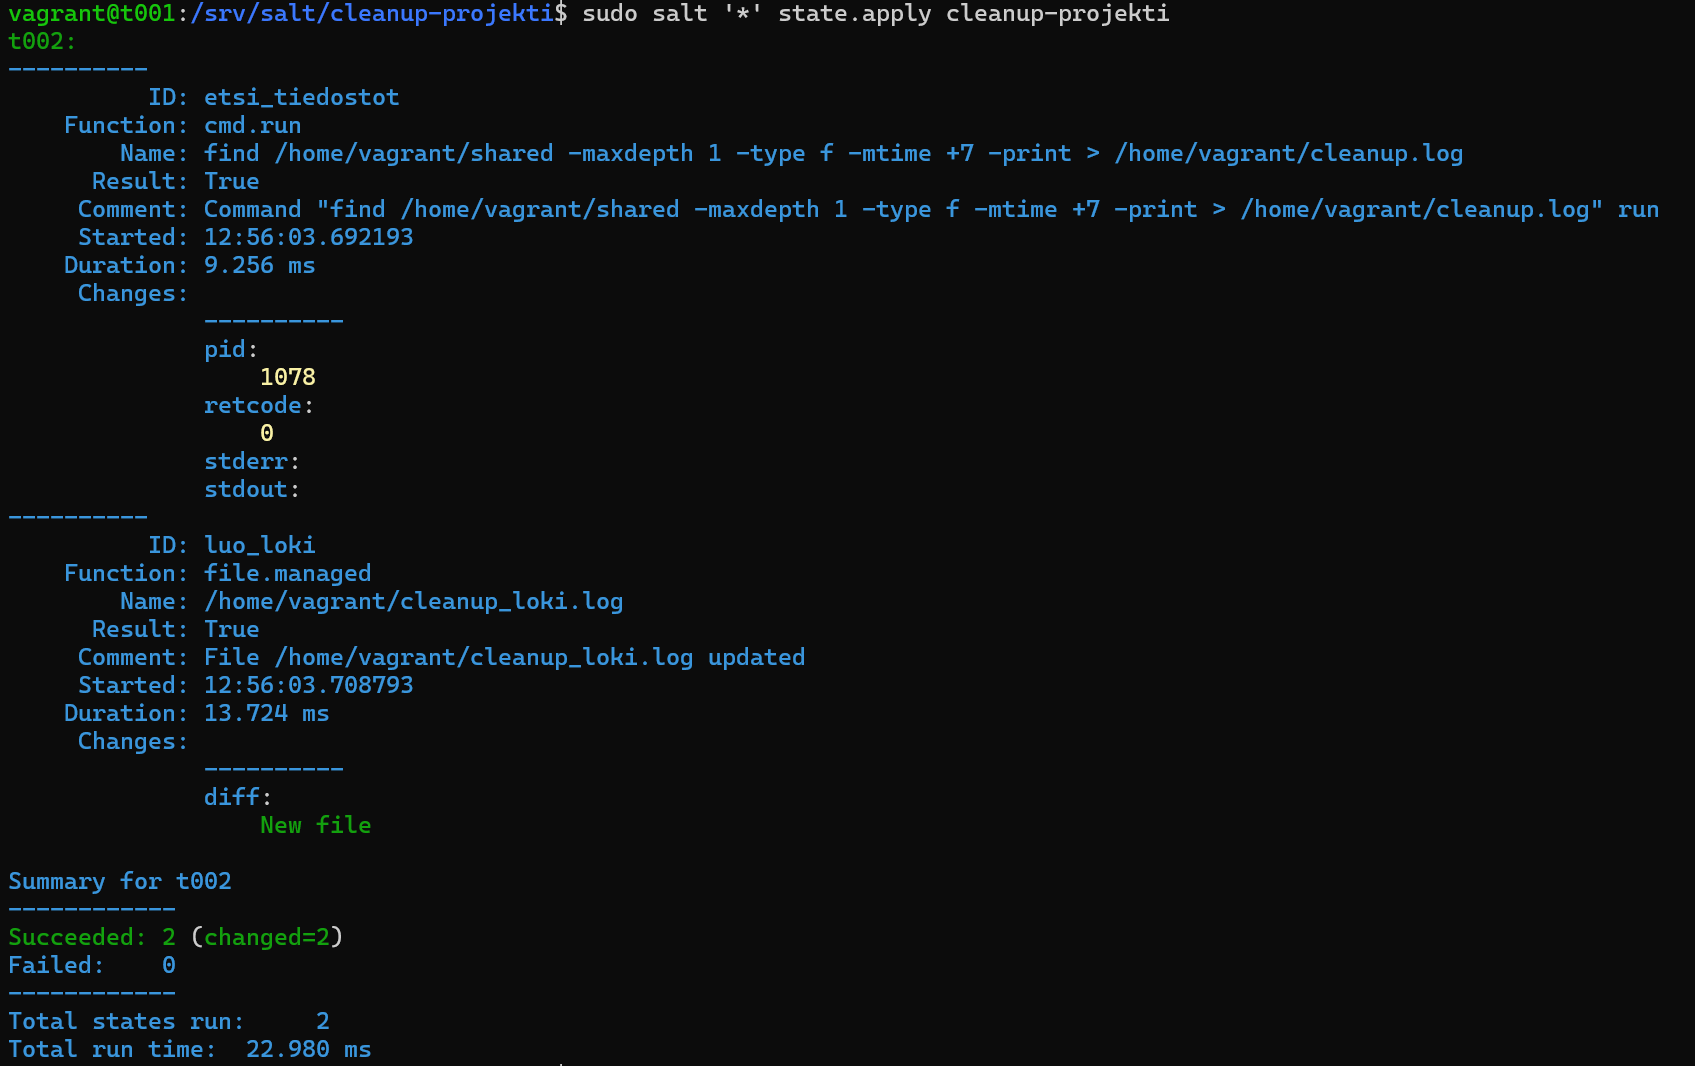 vagrant@t001:/srv/salt/cleanup-projekti$ sudo salt '*' state.apply cleanup-projekti
t002:
----------
          ID: etsi_tiedostot
    Function: cmd.run
        Name: find /home/vagrant/shared -maxdepth 1 -type f -mtime +7 -print > /home/vagrant/cleanup.log
      Result: True
     Comment: Command "find /home/vagrant/shared -maxdepth 1 -type f -mtime +7 -print > /home/vagrant/cleanup.log" run
     Started: 12:56:03.692193
    Duration: 9.256 ms
     Changes:
              ----------
              pid:
                  1078
              retcode:
                  0
              stderr:
              stdout:
----------
          ID: luo_loki
    Function: file.managed
        Name: /home/vagrant/cleanup_loki.log
      Result: True
     Comment: File /home/vagrant/cleanup_loki.log updated
     Started: 12:56:03.708793
    Duration: 13.724 ms
     Changes:
              ----------
              diff:
                  New file

Summary for t002
------------
Succeeded: 2 (changed=2)
Failed:    0
------------
Total states run:     2
Total run time:  22.980 ms